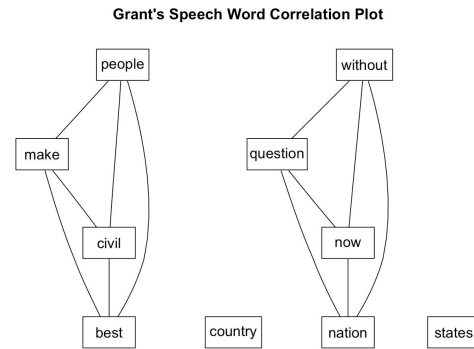 Grant's Speech Word Correlation Plot
people
without
make
question
civil
now
best
country
nation
states